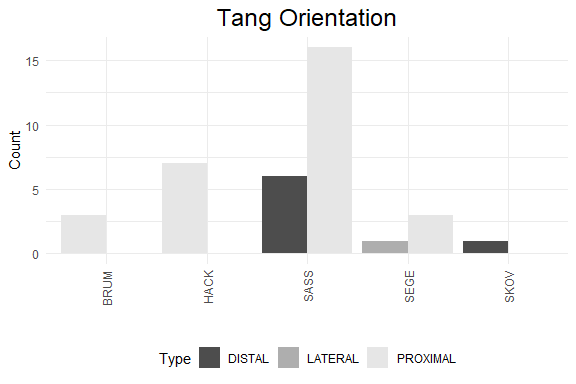 Tang Orientation
Count
15
10
5
0
BRUM
HACK
SASS
SEGE
SKOV
Type DISTAL LATERAL PROXIMAL